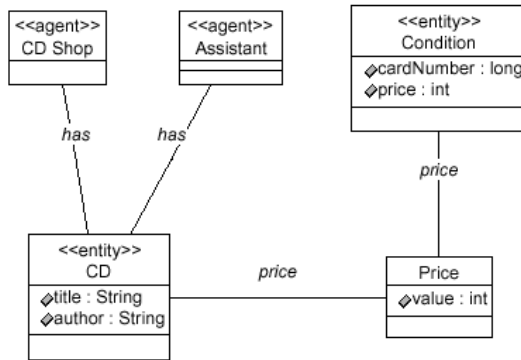 <<agent>>
CD Shop
<<agent>>
Assistant
<<entity>>
Condition
cardNumber : long
price : int
has
has
price
<<entity>>
CD
title : String
author : String
price
Price
value : int